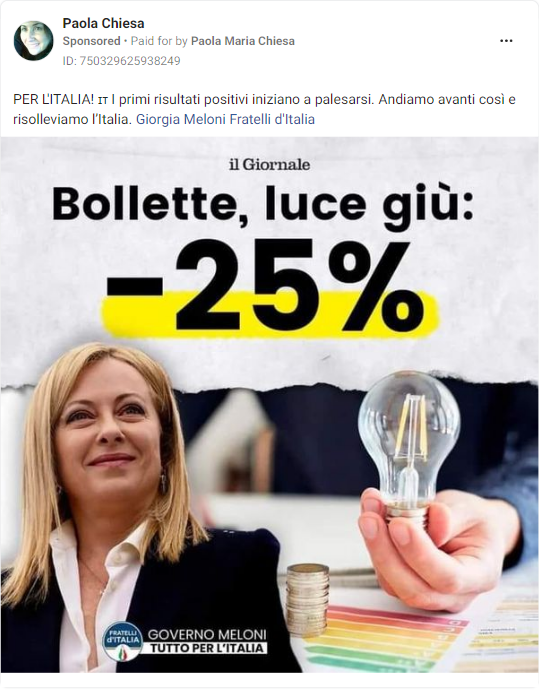 Paola Chiesa
Sponsored • Paid for by Paola Maria Chiesa
ID: 750329625938249
PER L'ITALIA! IT I primi risultati positivi iniziano a palesarsi. Andiamo avanti così e
risolleviamo l’Italia. Giorgia Meloni Fratelli d'Italia
il Giornale
Bollette, luce giù:
-25%
FRATELLI
d'ITALIA
GOVERNO MELONI
TUTTO PER L'ITALIA